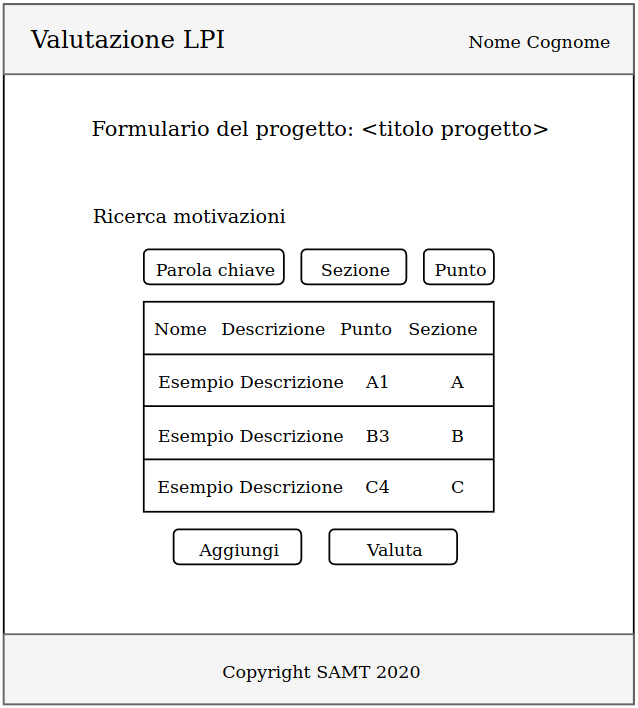 Valutazione LPI
Nome Cognome
Formulario del progetto: <titolo progetto>
Ricerca motivazioni
Parola chiave Sezione Punto
Nome Descrizione Punto Sezione
Esempio Descrizione A1 A
Esempio Descrizione B3 B
Esempio Descrizione C4 C
Aggiungi Valuta
Copyright SAMT 2020